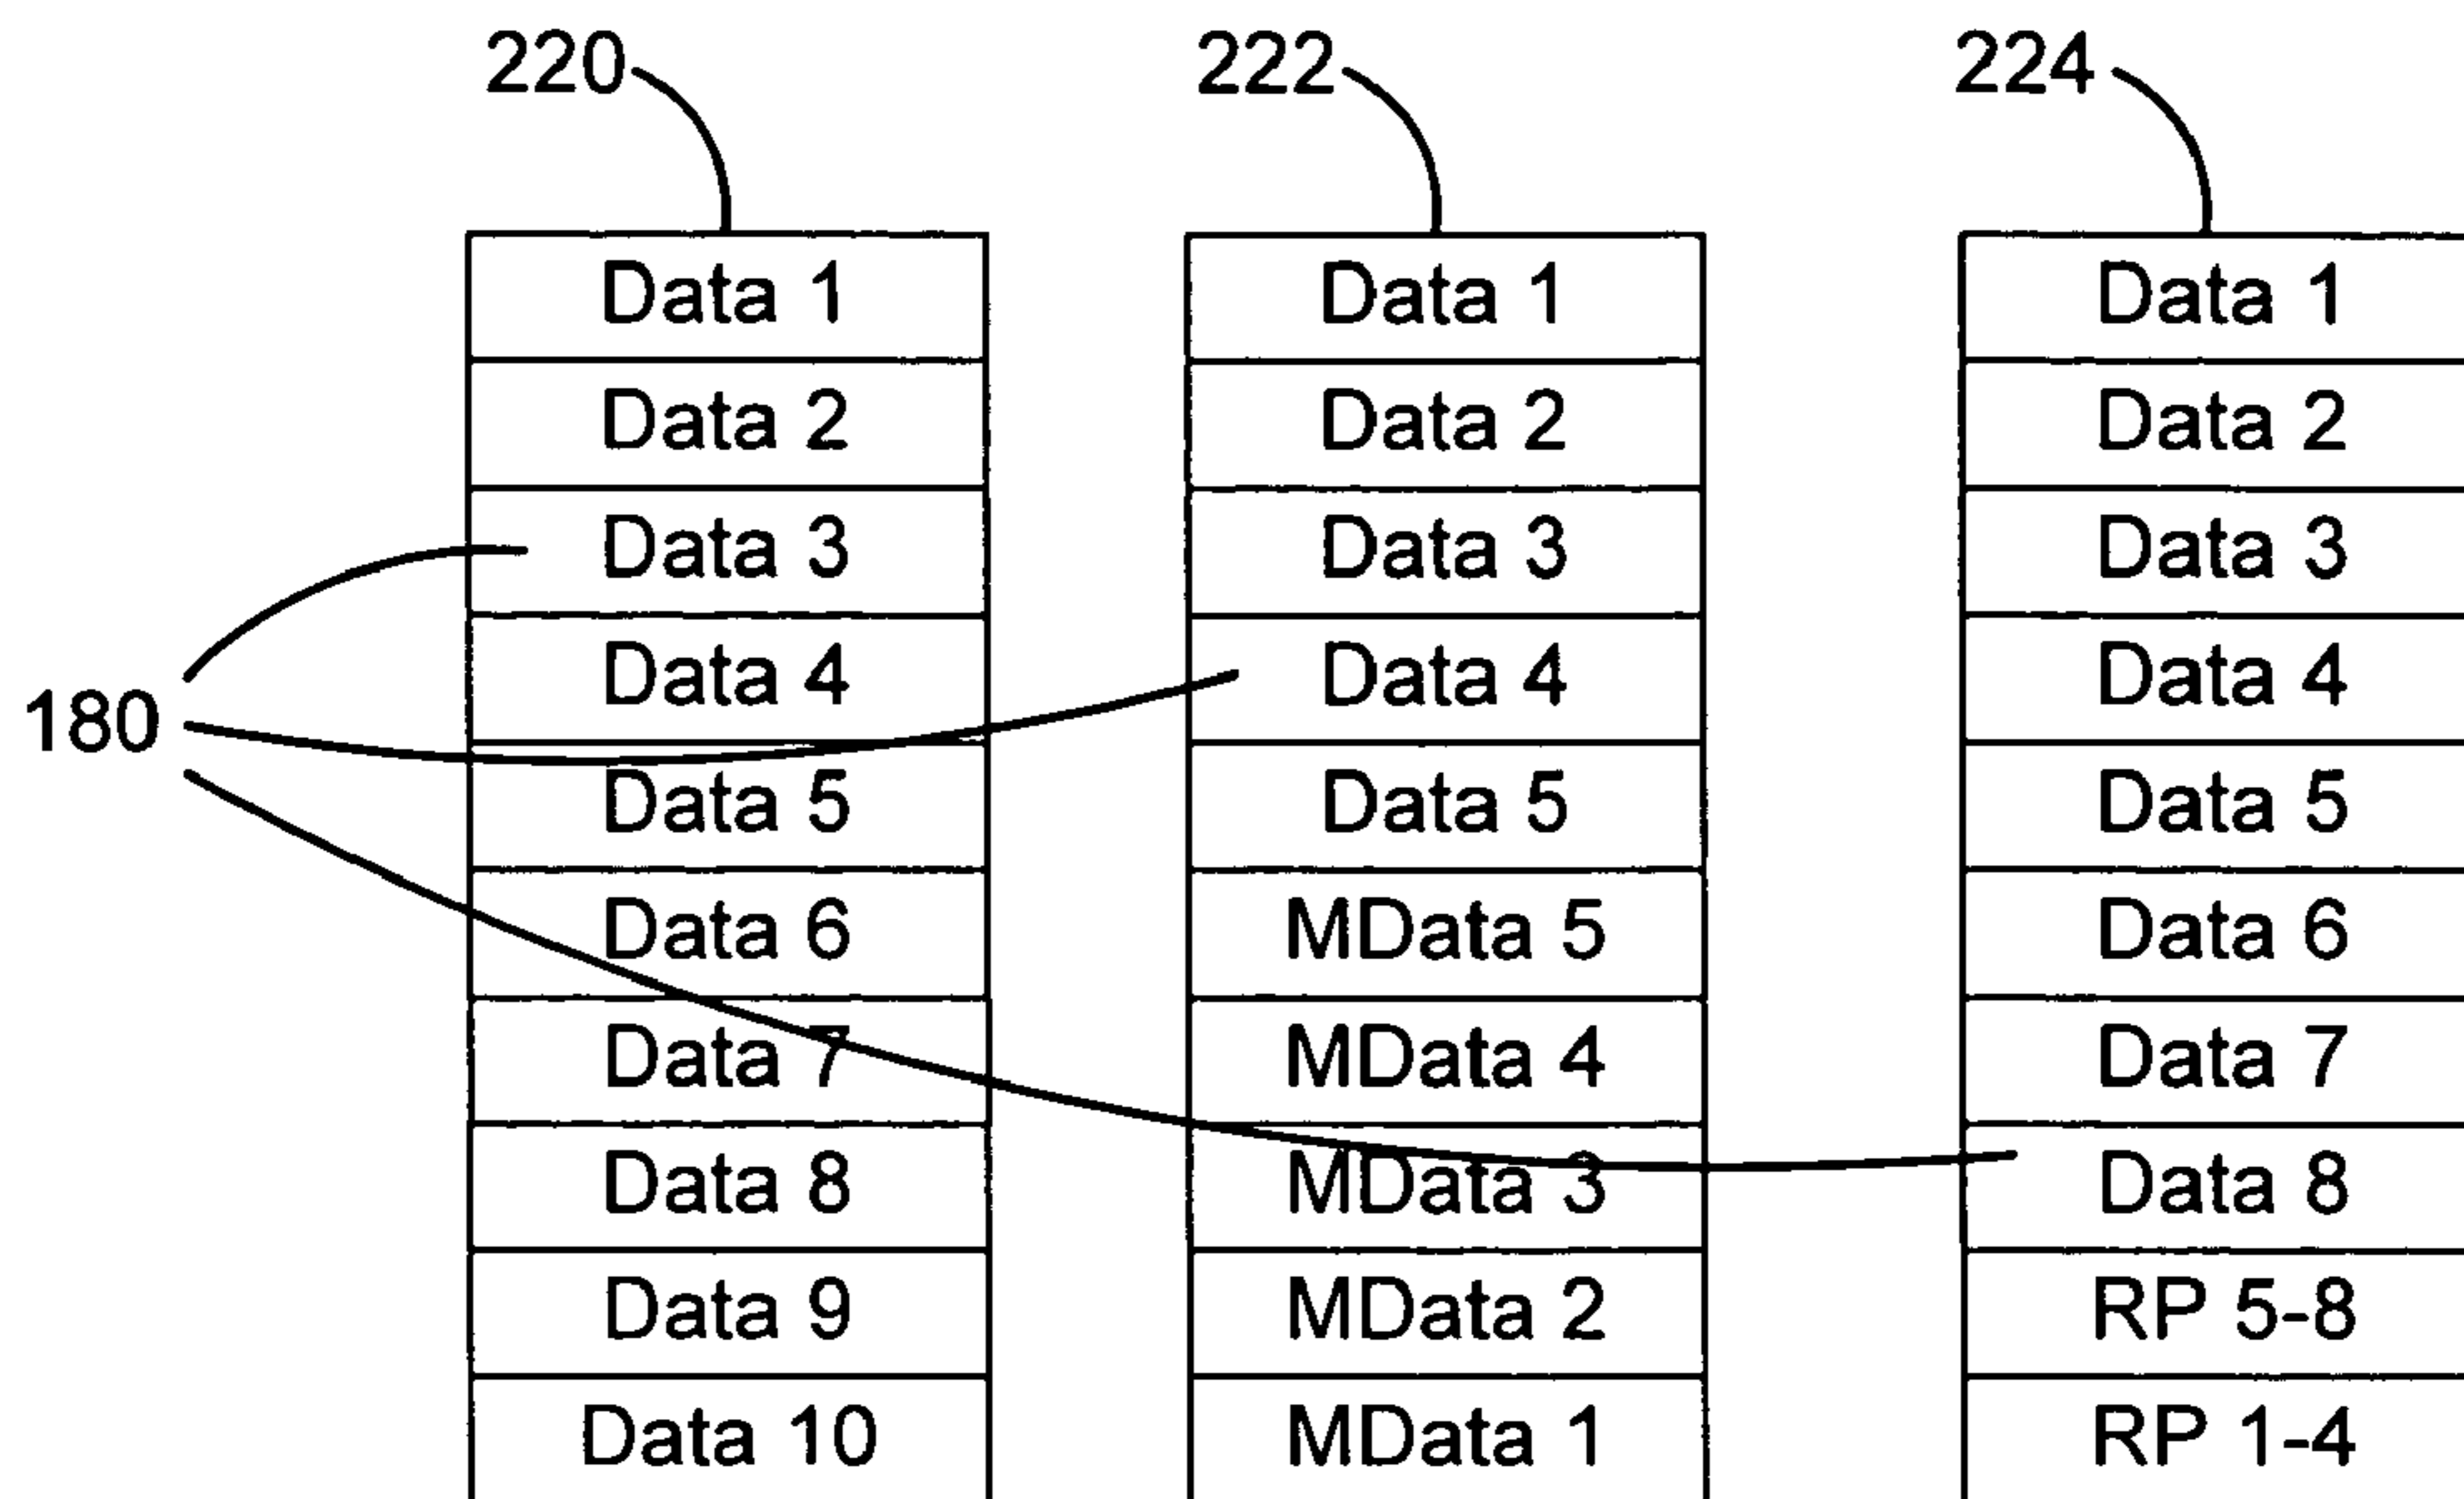 220 222 224
Data 1 Data 1 Data 1
Data 2 Data 2 Data 2
Data 3 Data 3 Data 3
Data 4 Data 4 Data 4
180
Data 5 Data 5 Data 5
Data 6 MData 5 Data 6
Data 7 MData 4 Data 7
Data 8 MData 3 Data 8
Data 9 MData 2 RP 5-8
Data 10 MData 1 RP 1-4